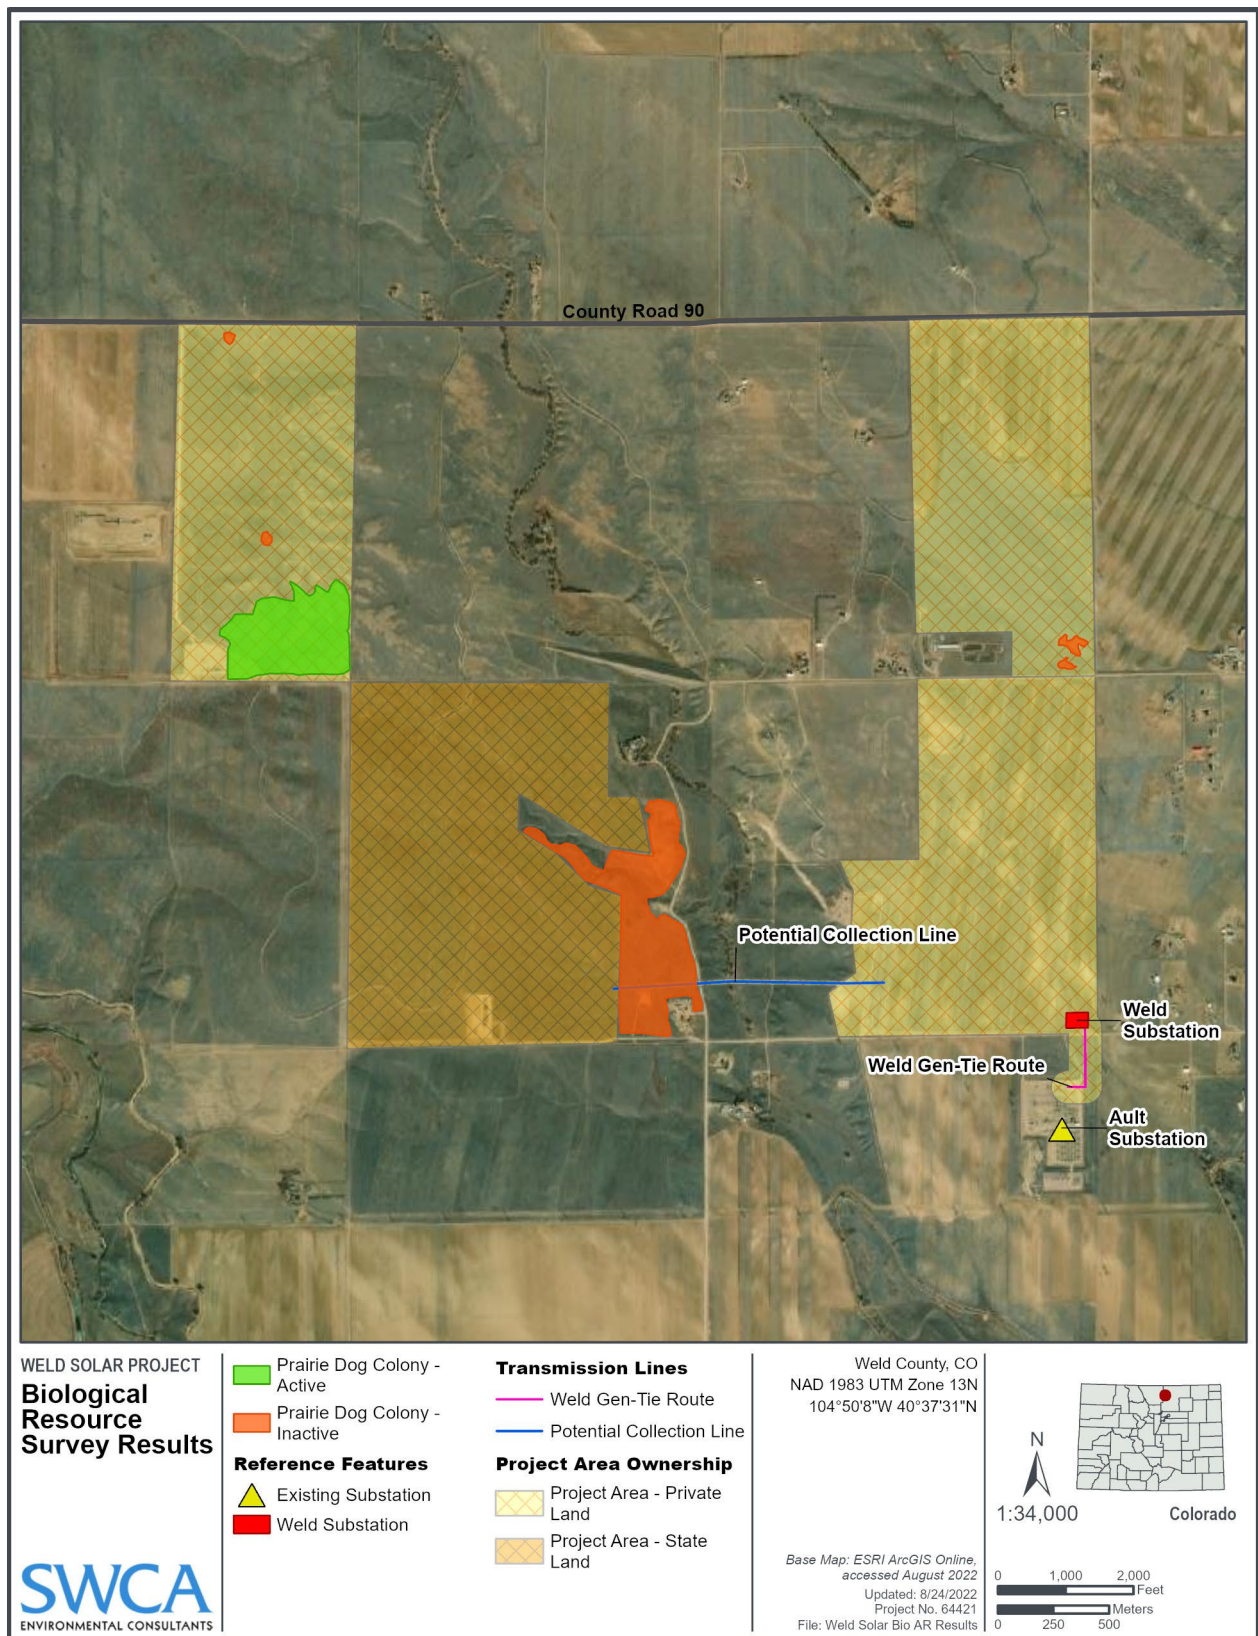 County Road 90
Potential Collection Line
Weld
Substation
Weld Gen-Tie Route
Ault
Substation
WELD SOLAR PROJECT
Biological
Resource
Survey Results
SWCA
ENVIRONMENTAL CONSULTANTS
Prairie Dog Colony -
Active
Prairie Dog Colony -
Inactive
Reference Features
Existing Substation
Weld Substation
Transmission Lines
Weld Gen-Tie Route
Potential Collection Line
Project Area Ownership
Project Area - Private
Land
Project Area - State
Land
Weld County, CO
NAD 1983 UTM Zone 13N
104°50'8"W 40°37'31"N
Base Map: ESRI ArcGIS Online,
accessed August 2022
Updated: 8/24/2022
Project No. 64421
File: Weld Solar Bio AR Results
N
1:34,000
Colorado
0 1,000 2,000
Feet
Meters
0 250 500